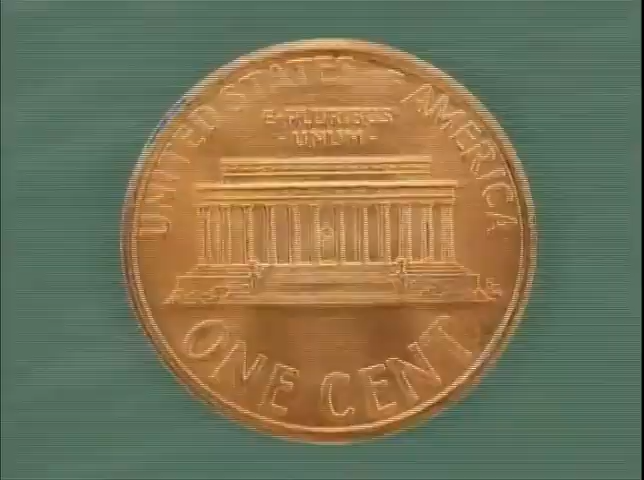 UNITED STATES OF AMERICA
E·PLURIBUS
·UNUM·
ONE CENT